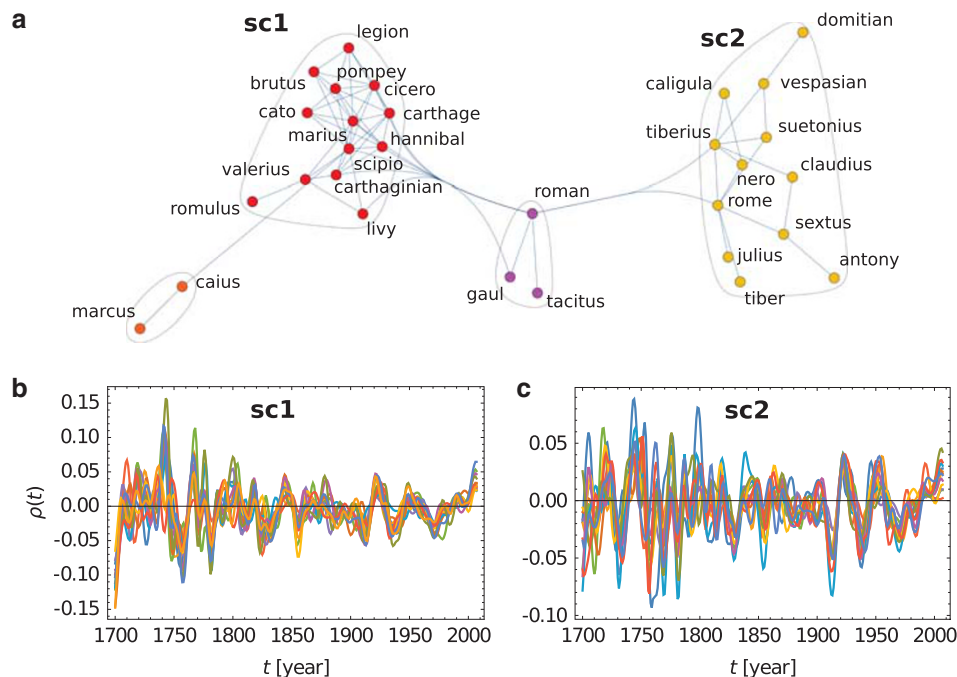 a
sc1
sc2
domitian
legion
brutus
pompey
cicero
cato
carthage
marius
hannibal
valerius
scipio
carthaginian
romulus
livy
caligula
vespasian
tiberius
suetonius
claudius
nero
rome
sextus
julius
antony
tiber
roman
gaul
tacitus
caius
marcus
b
sc1
0.15
0.10
0.05
0.00
-0.05
-0.10
-0.15
ρ(t)
1700 1750 1800 1850 1900 1950 2000
t [year]
c
sc2
0.05
0.00
-0.05
-0.10
1700 1750 1800 1850 1900 1950 2000
t [year]